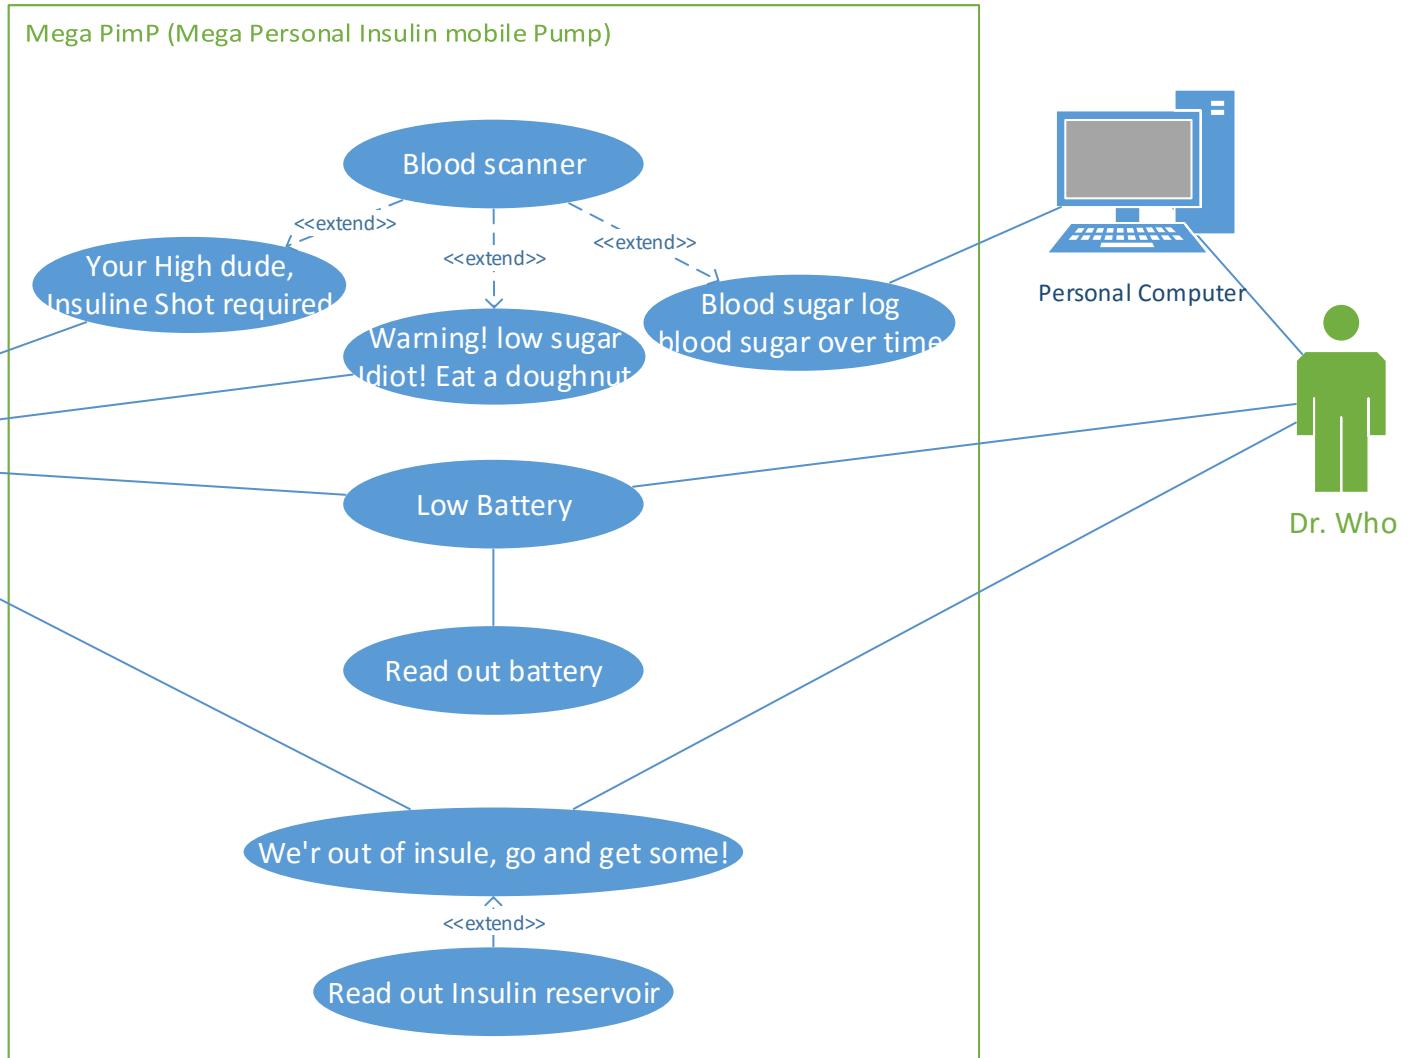 Mega PimP (Mega Personal Insulin mobile Pump)
Blood scanner
<<extend>>
<<extend>>
<<extend>>
Your High dude,
Insuline Shot required
Warning! low sugar
Idiot! Eat a doughnut
Blood sugar log
blood sugar over time
Personal Computer
Low Battery
Dr. Who
Read out battery
We'r out of insule, go and get some!
<<extend>>
Read out Insulin reservoir